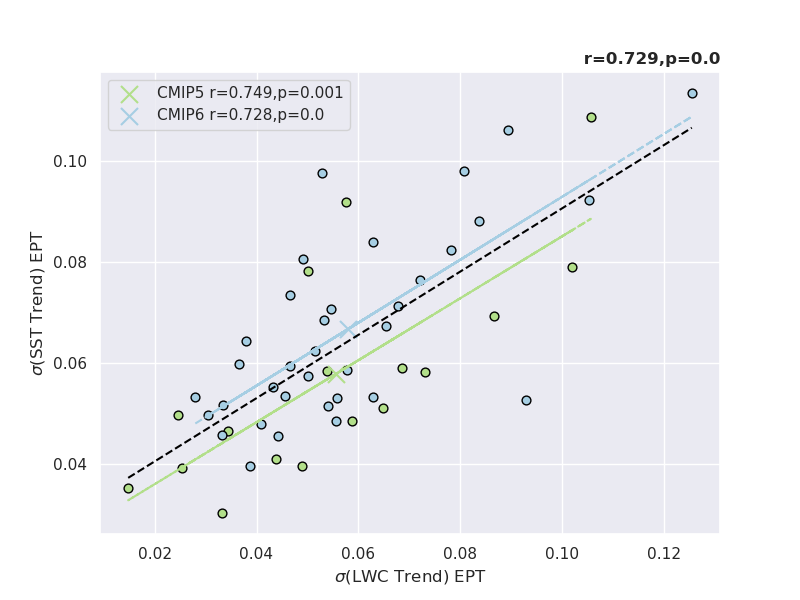 r=0.729,p=0.0
CMIP5 r=0.749,p=0.001
CMIP6 r=0.728,p=0.0
0.10
0.08
0.06
0.04
σ(SST Trend) EPT
0.02 0.04 0.06 0.08 0.10 0.12
σ(LWC Trend) EPT